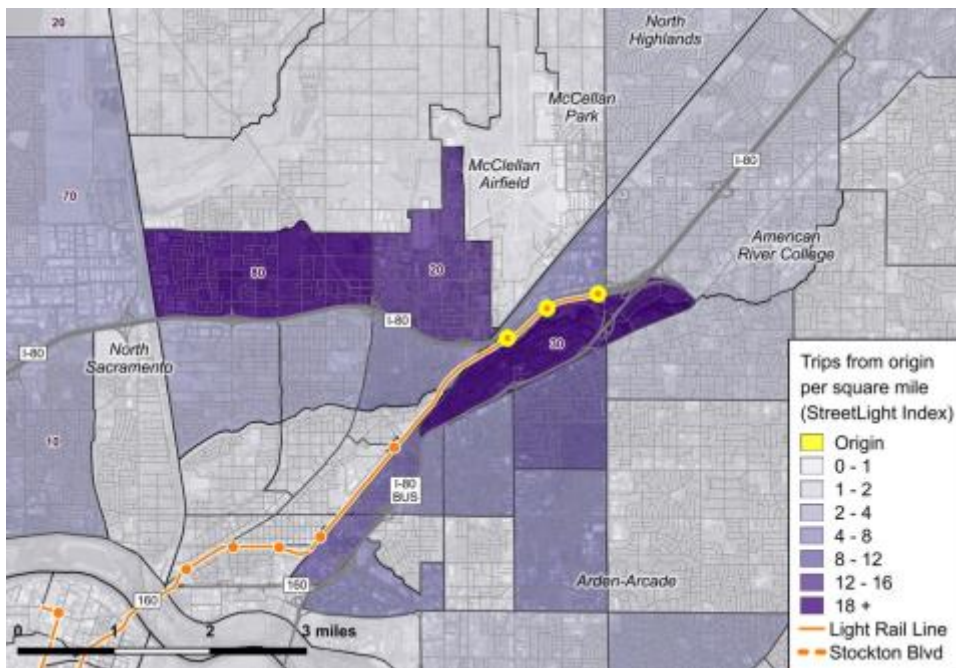 20
North
Highlands
McCellan
Park
I-80
McClellan
Airfield
70
American
River College
80
20
I-80
I-80
North
Sacramento
30
10
I-80
BUS
160
160
Arden-Arcade
0 1 2 3 miles
Trips from origin
per square mile
(StreetLight Index)
Origin
0 - 1
1 - 2
2 - 4
4 - 8
8 - 12
12 - 16
18 +
Light Rail Line
Stockton Blvd